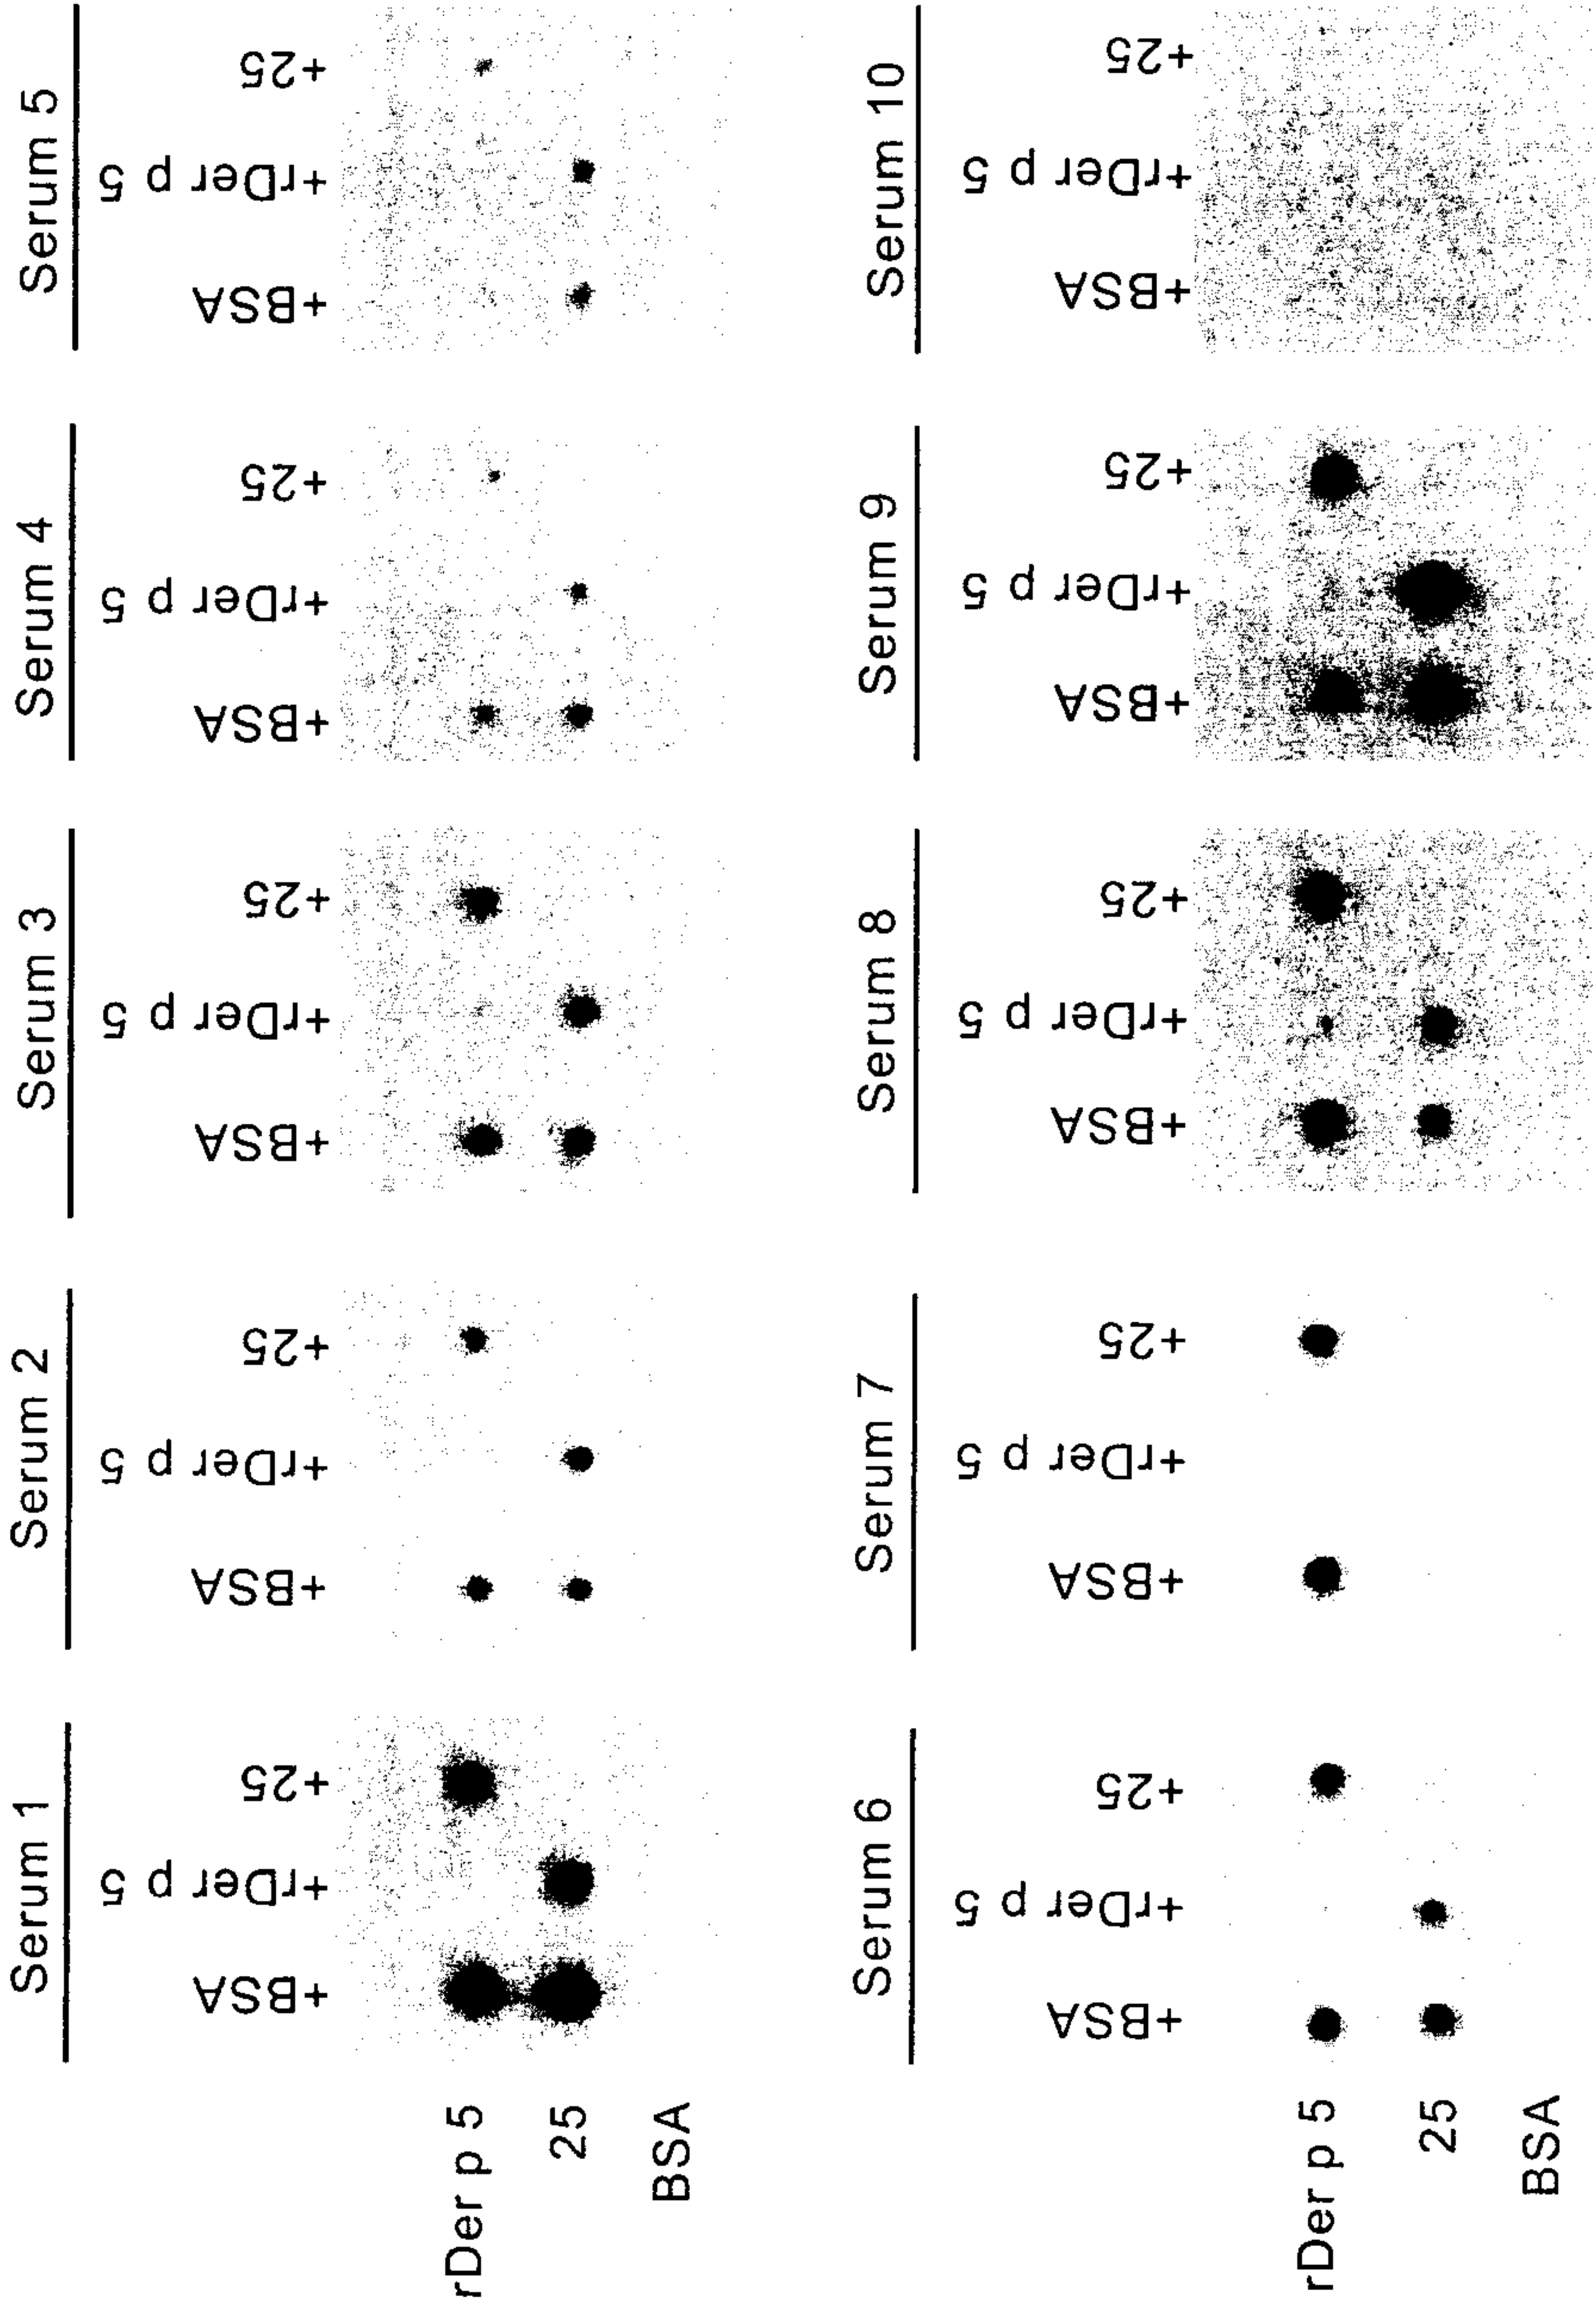 Serum 1 Serum 2 Serum 3 Serum 4 Serum 5
+BSA +rDer p 5 +25 +BSA +rDer p 5 +25 +BSA +rDer p 5 +25 +BSA +rDer p 5 +25 +BSA +rDer p 5 +25
rDer p 5
25
BSA
Serum 6 Serum 7 Serum 8 Serum 9 Serum 10
+BSA +rDer p 5 +25 +BSA +rDer p 5 +25 +BSA +rDer p 5 +25 +BSA +rDer p 5 +25 +BSA +rDer p 5 +25
rDer p 5
25
BSA